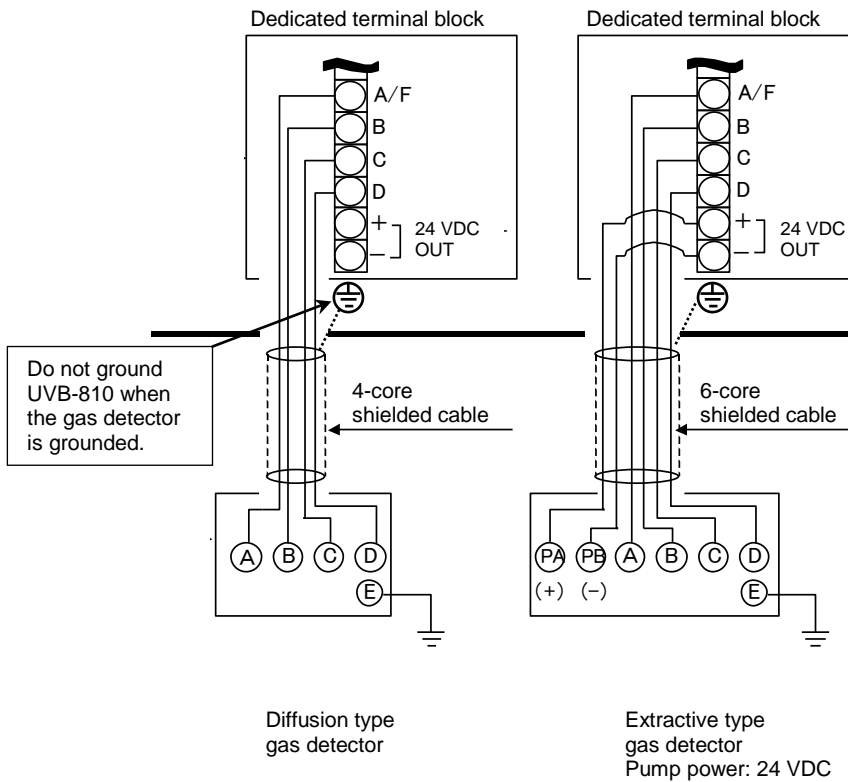 Dedicated terminal block
A/F
B
C
D
+
−
24 VDC
OUT
Do not ground
UVB-810 when
the gas detector
is grounded.
4-core
shielded cable
A
B
C
D
E
Diffusion type
gas detector
Dedicated terminal block
A/F
B
C
D
+
−
24 VDC
OUT
6-core
shielded cable
PA
PB
A
B
C
D
(+)
(−)
E
Extractive type
gas detector
Pump power: 24 VDC